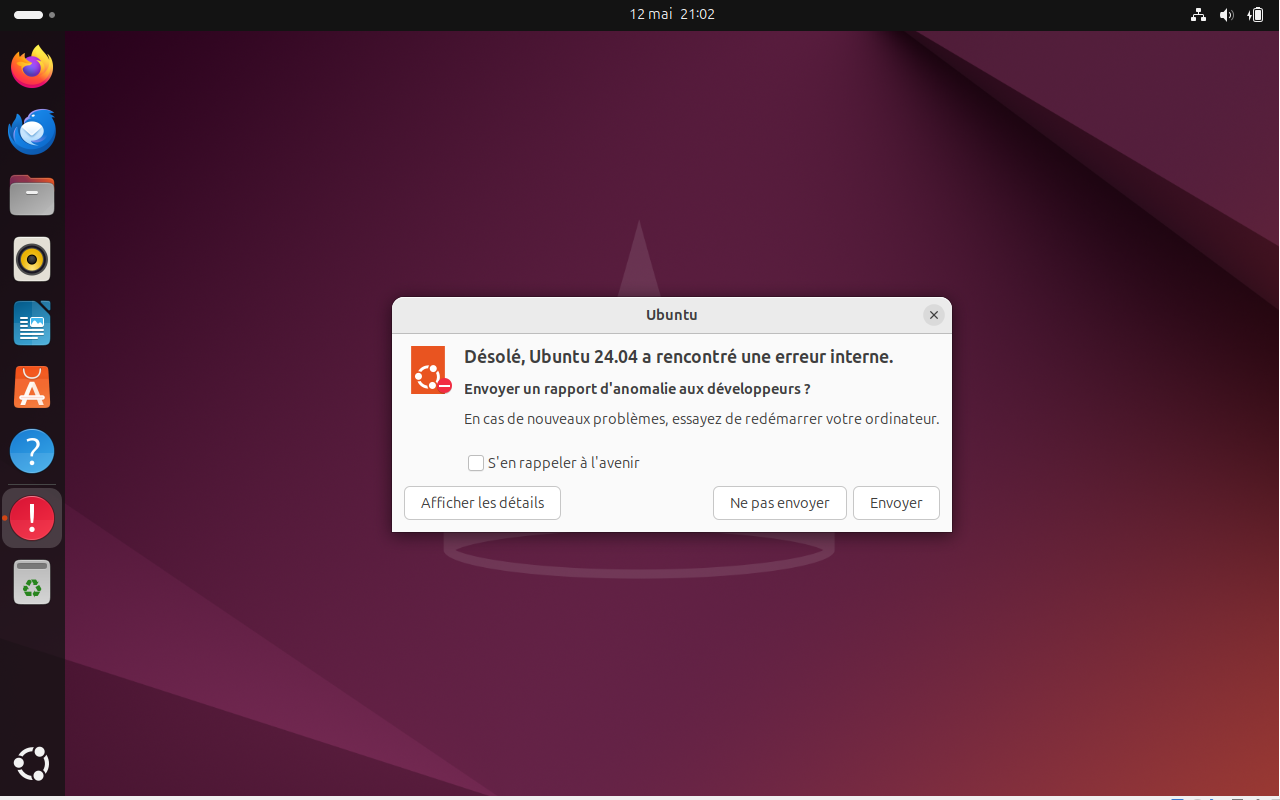 12 mai 21:02
Ubuntu
Désolé, Ubuntu 24.04 a rencontré une erreur interne.
Envoyer un rapport d'anomalie aux développeurs ?
En cas de nouveaux problèmes, essayez de redémarrer votre ordinateur.
S'en rappeler à l'avenir
Afficher les détails
Ne pas envoyer
Envoyer